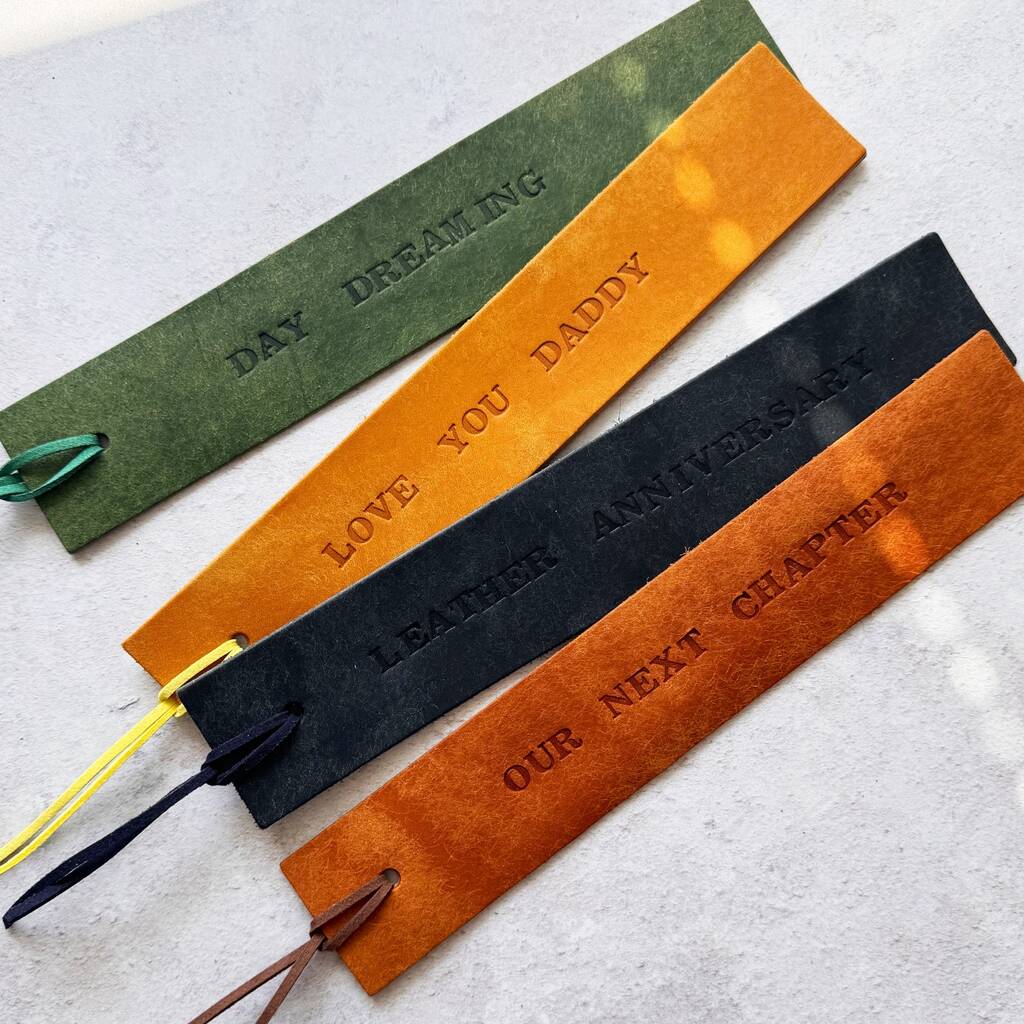 DAY DREAMING
LOVE YOU DADDY
LEATHER ANNIVERSARY
OUR NEXT CHAPTER